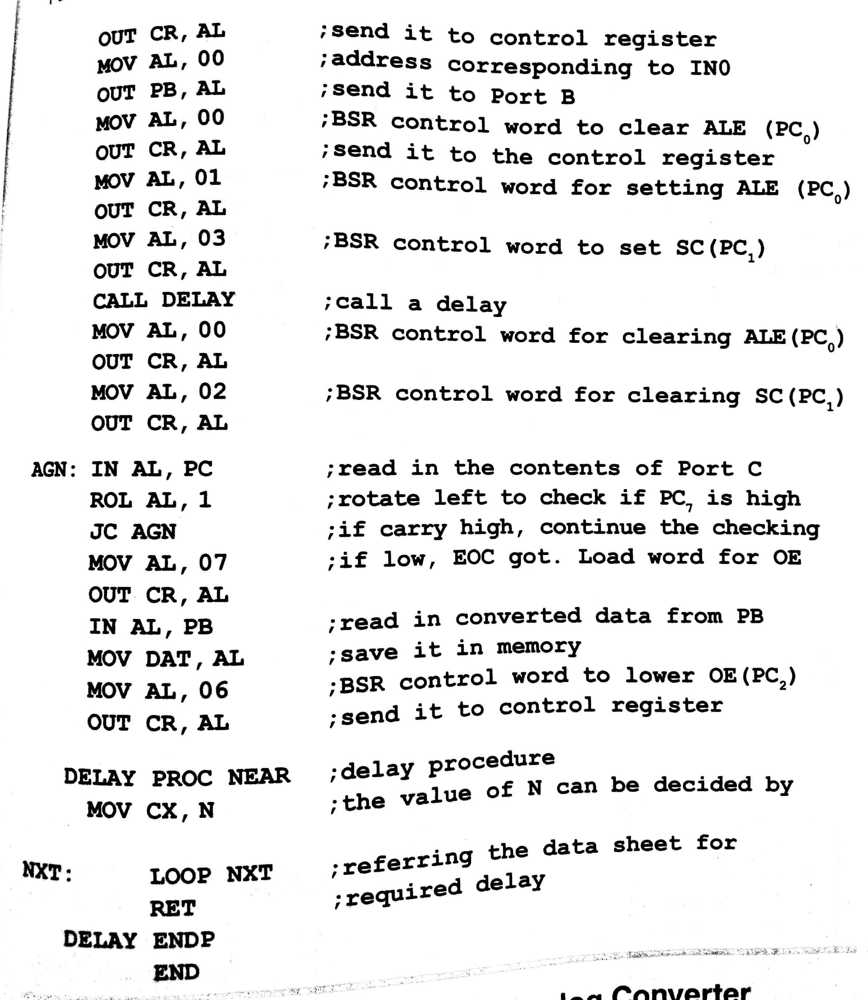 OUT CR, AL ;send it to control register
MOV AL, 00 ;address corresponding to IN0
OUT PB, AL ;send it to Port B
MOV AL, 00 ;BSR control word to clear ALE (PC₀)
OUT CR, AL ;send it to the control register
MOV AL, 01 ;BSR control word for setting ALE (PC₀)
OUT CR, AL
MOV AL, 03 ;BSR control word to set SC(PC₁)
OUT CR, AL
CALL DELAY ;call a delay
MOV AL, 00 ;BSR control word for clearing ALE(PC₀)
OUT CR, AL
MOV AL, 02 ;BSR control word for clearing SC(PC₁)
OUT CR, AL
AGN: IN AL, PC ;read in the contents of Port C
ROL AL, 1 ;rotate left to check if PC₇ is high
JC AGN ;if carry high, continue the checking
MOV AL, 07 ;if low, EOC got. Load word for OE
OUT CR, AL
IN AL, PB ;read in converted data from PB
MOV DAT, AL ;save it in memory
MOV AL, 06 ;BSR control word to lower OE(PC₂)
OUT CR, AL ;send it to control register
DELAY PROC NEAR ;delay procedure
MOV CX, N ;the value of N can be decided by
NXT: LOOP NXT ;referring the data sheet for
RET ;required delay
DELAY ENDP
END
Converter